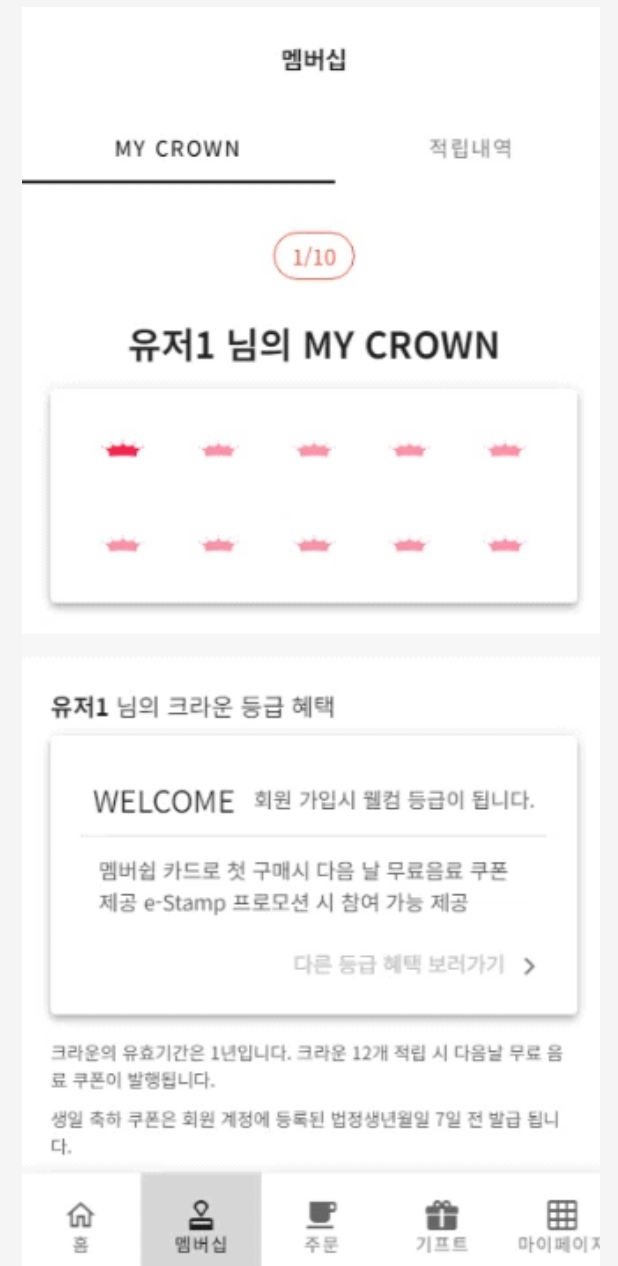 멤버십
MY CROWN 적립내역
1/10
유저1 님의 MY CROWN
유저1 님의 크라운 등급 혜택
WELCOME 회원 가입시 웰컴 등급이 됩니다.
멤버쉽 카드로 첫 구매시 다음 날 무료음료 쿠폰
제공 e-Stamp 프로모션 시 참여 가능 제공
다른 등급 혜택 보러가기
크라운의 유효기간은 1년입니다. 크라운 12개 적립 시 다음날 무료 음
료 쿠폰이 발행됩니다.
생일 축하 쿠폰은 회원 계정에 등록된 법정생년월일 7일 전 발급 됩니
다.
홈 멤버십 주문 기프트 마이페이지